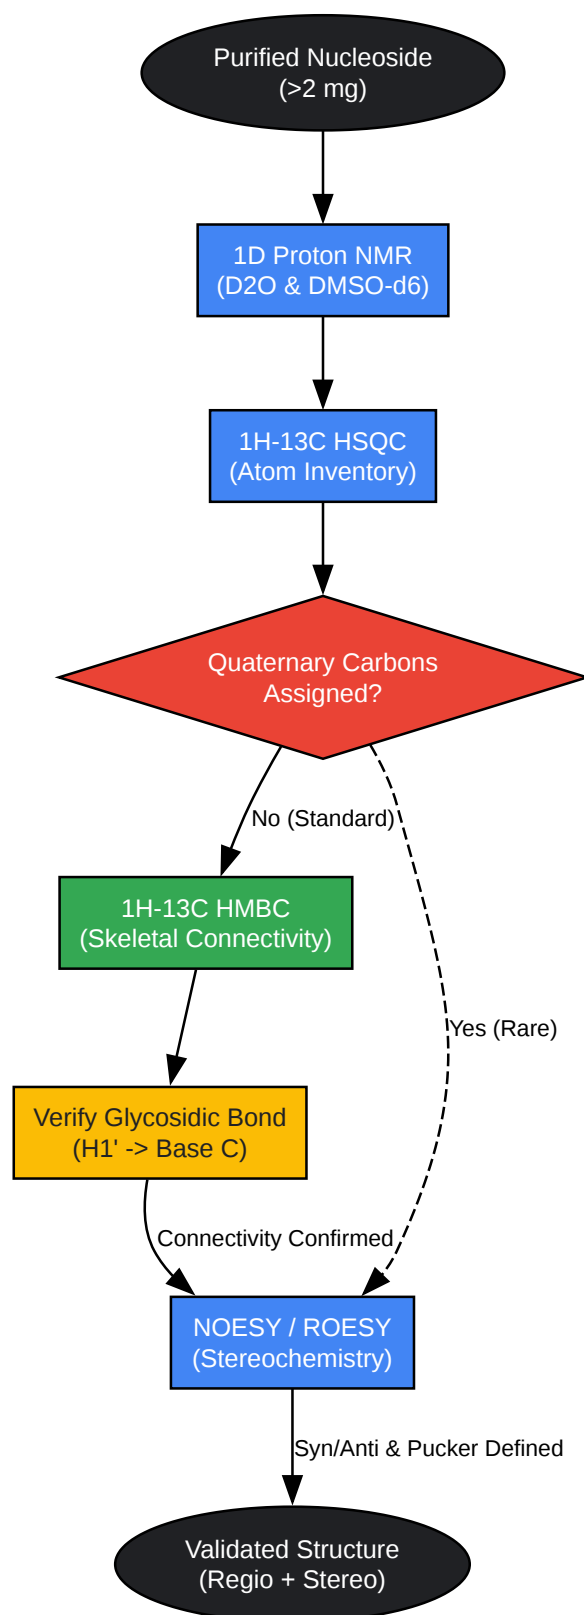 Purified Nucleoside
(>2 mg)
1D Proton NMR
(D2O & DMSO-d6)
1H-13C HSQC
(Atom Inventory)
Quaternary Carbons
Assigned?
No (Standard)
1H-13C HMBC
(Skeletal Connectivity)
Yes (Rare)
Verify Glycosidic Bond
(H1' -> Base C)
Connectivity Confirmed
NOESY / ROESY
(Stereochemistry)
Syn/Anti & Pucker Defined
Validated Structure
(Regio + Stereo)